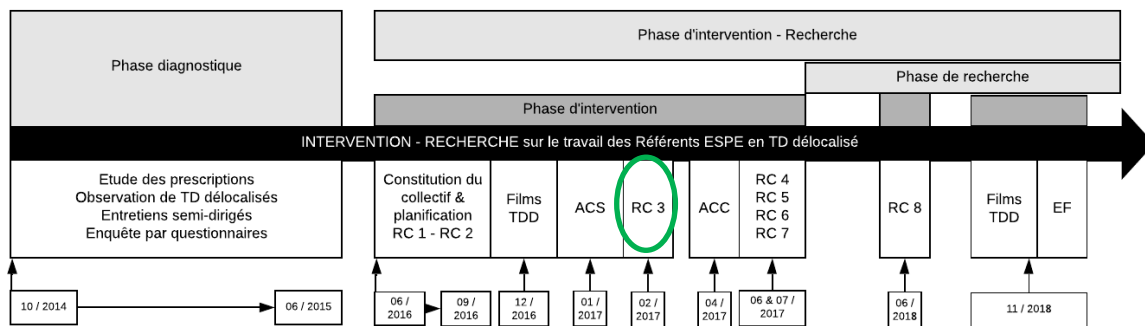 Phase d'intervention - Recherche
Phase diagnostique
Phase de recherche
Phase d'intervention
INTERVENTION - RECHERCHE sur le travail des Référents ESPE en TD délocalisé
Etude des prescriptions
Observation de TD délocalisés
Entretiens semi-dirigés
Enquête par questionnaires
Constitution du
collectif &
planification
RC 1 - RC 2
Films
TDD
ACS
RC 3
ACC
RC 4
RC 5
RC 6
RC 7
RC 8
Films
TDD
EF
10 / 2014
06 / 2015
06 /
2016
09 /
2016
12 /
2016
01 /
2017
02 /
2017
04 /
2017
06 & 07 /
2017
06 /
2018
11 / 2018